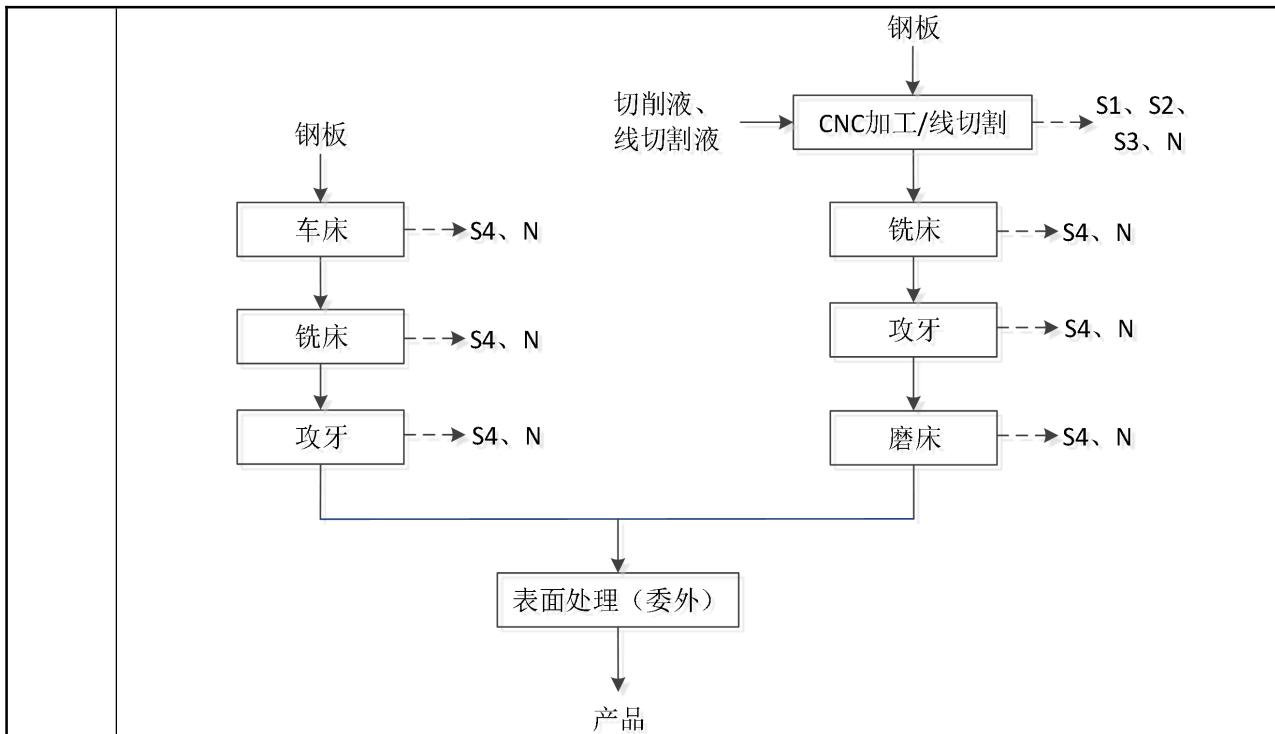 钢板
切削液、
线切割液
CNC加工/线切割
S1、S2、
S3、N
钢板
车床
S4、N
铣床
S4、N
铣床
S4、N
攻牙
S4、N
攻牙
S4、N
磨床
S4、N
表面处理（委外）
产品